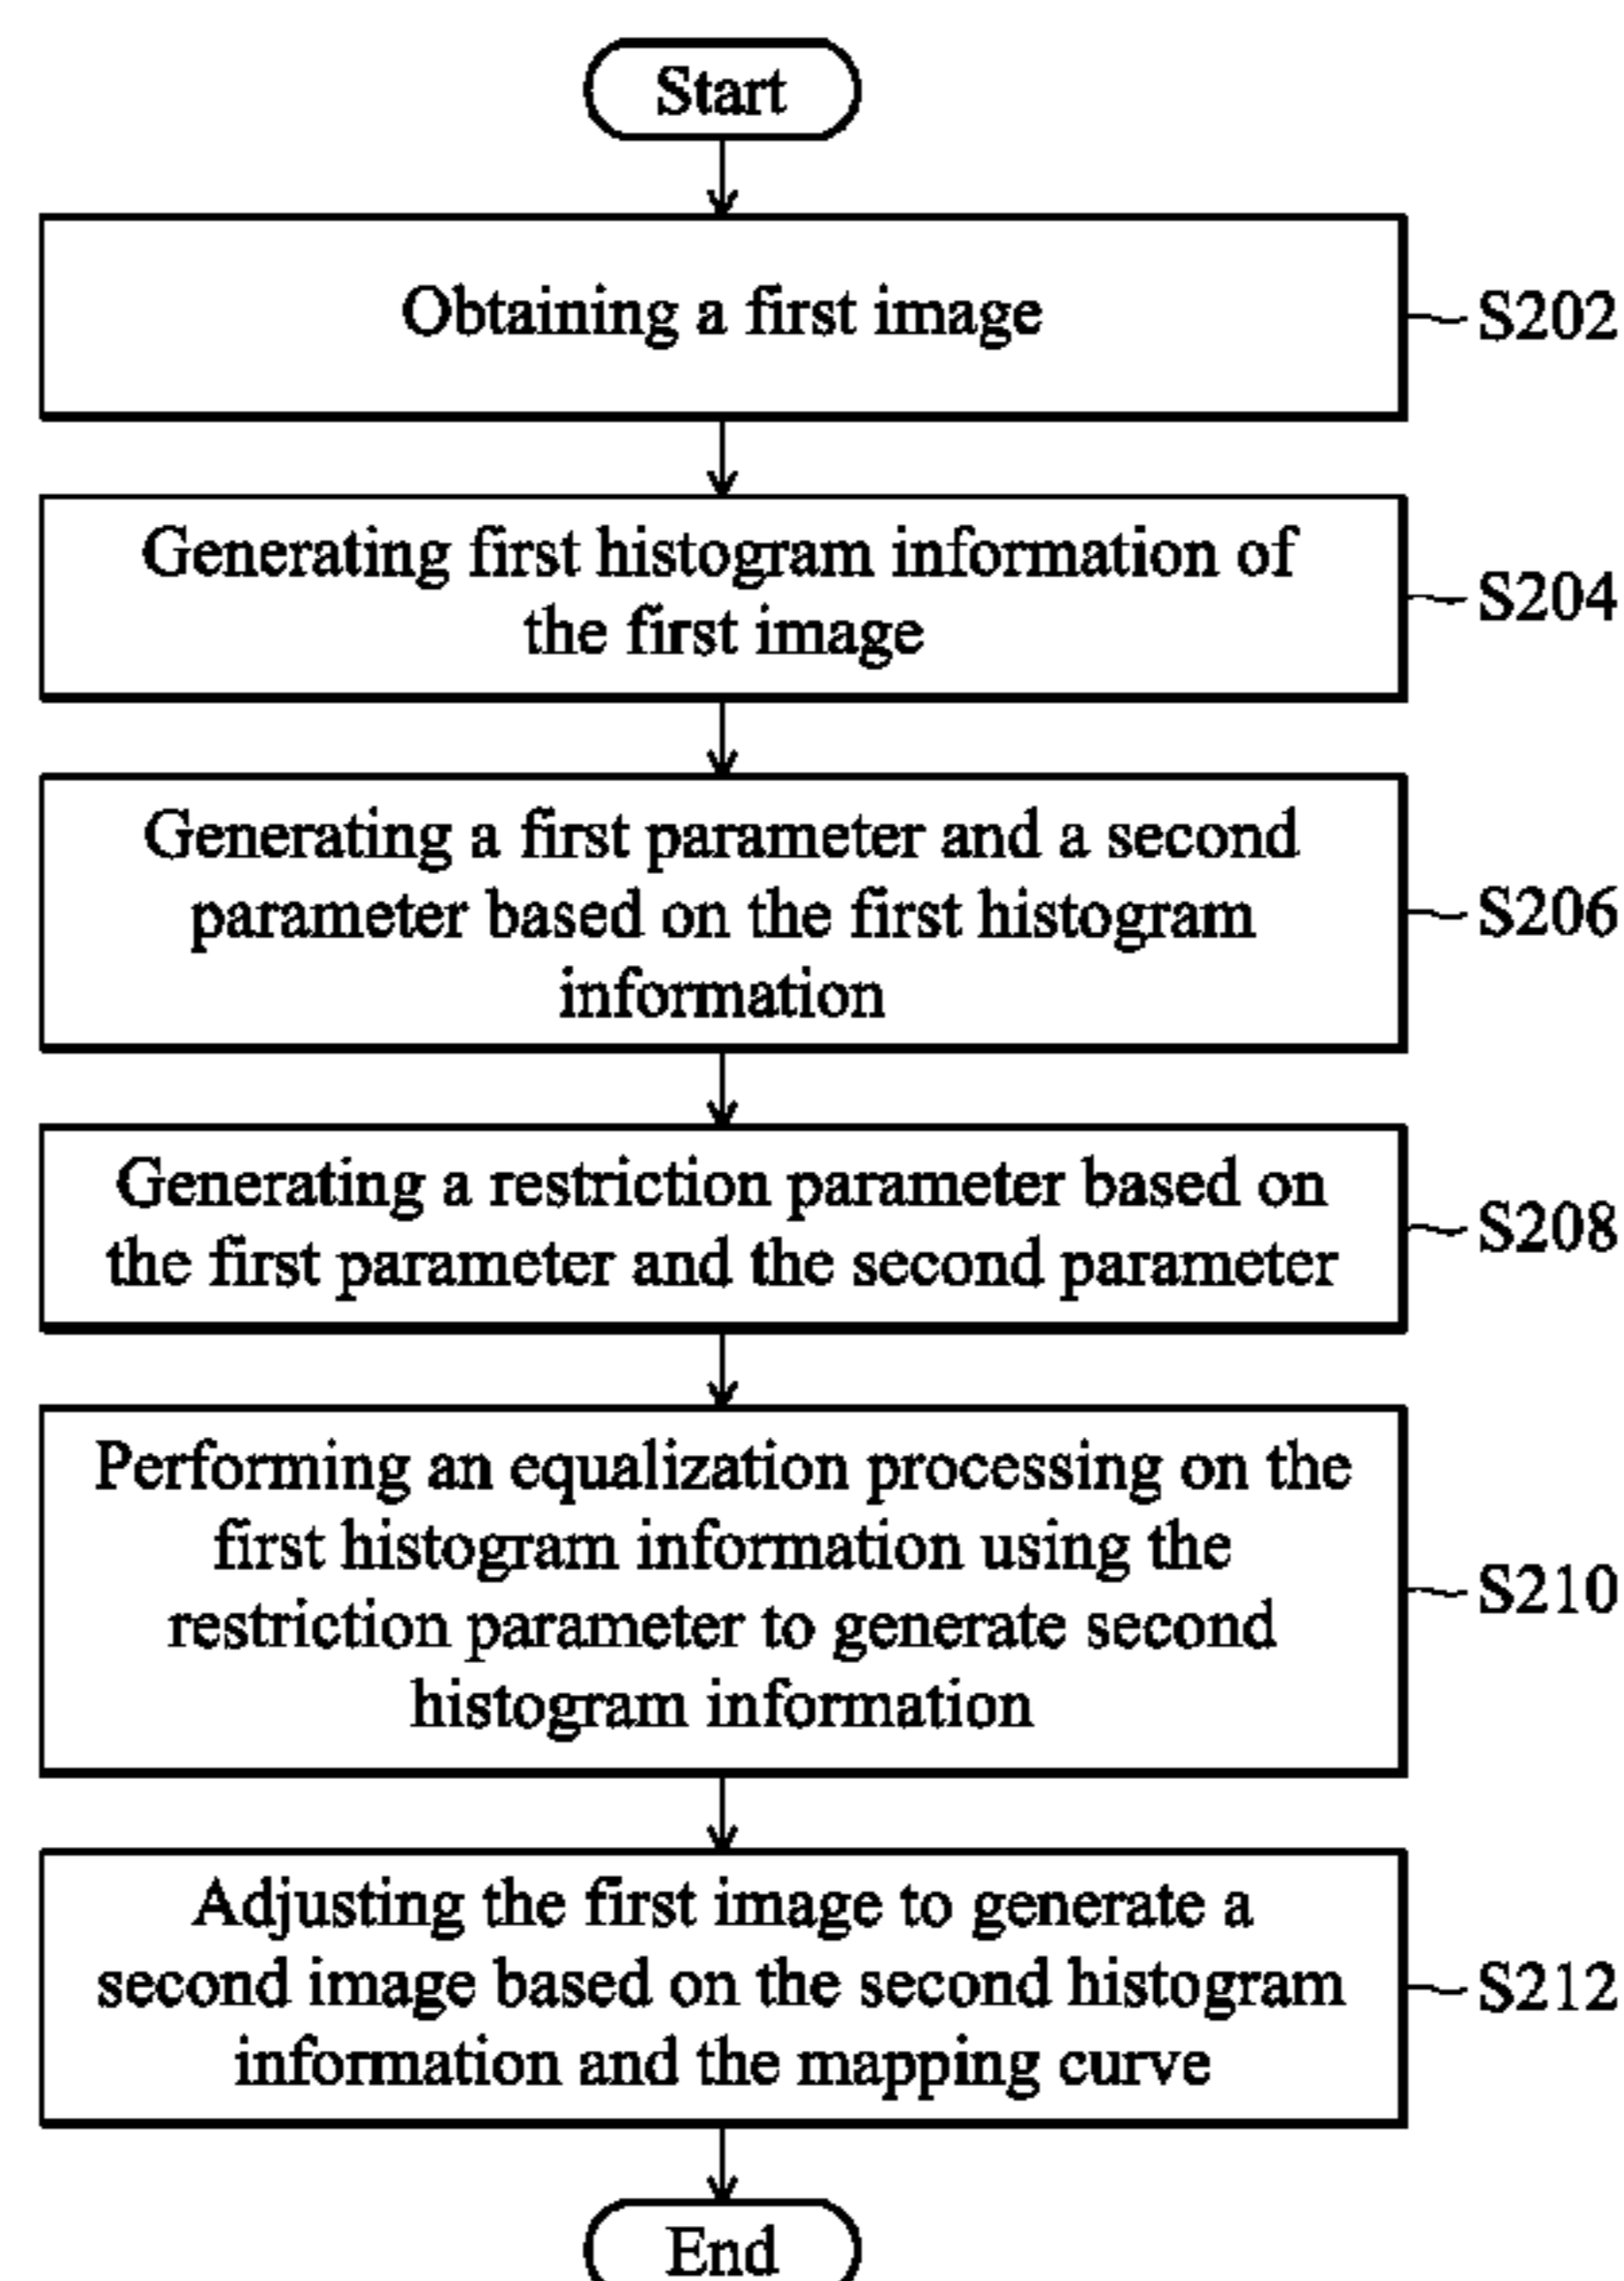 Start
Obtaining a first image
S202
Generating first histogram information of
the first image
S204
Generating a first parameter and a second
parameter based on the first histogram
information
S206
Generating a restriction parameter based on
the first parameter and the second parameter
S208
Performing an equalization processing on the
first histogram information using the
restriction parameter to generate second
histogram information
S210
Adjusting the first image to generate a
second image based on the second histogram
information and the mapping curve
S212
End